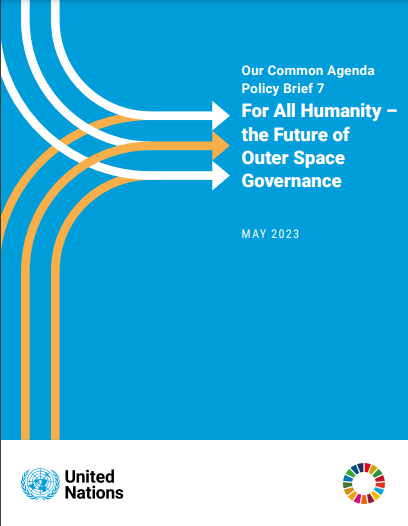 Our Common Agenda
Policy Brief 7
For All Humanity –
the Future of
Outer Space
Governance
MAY 2023
United
Nations